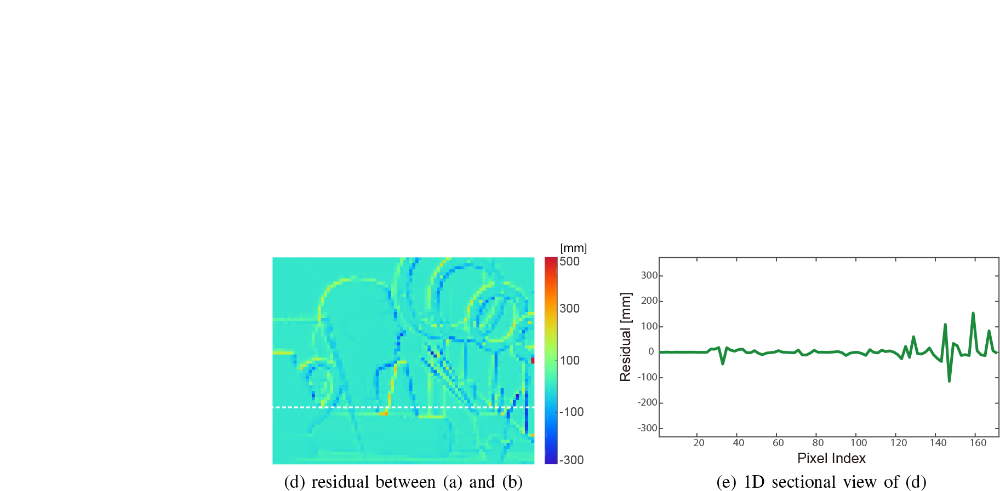 [mm]
500
300
100
-100
-300
(d) residual between (a) and (b)
Residual [mm]
300
200
100
0
-100
-200
-300
20 40 60 80 100 120 140 160
Pixel Index
(e) 1D sectional view of (d)